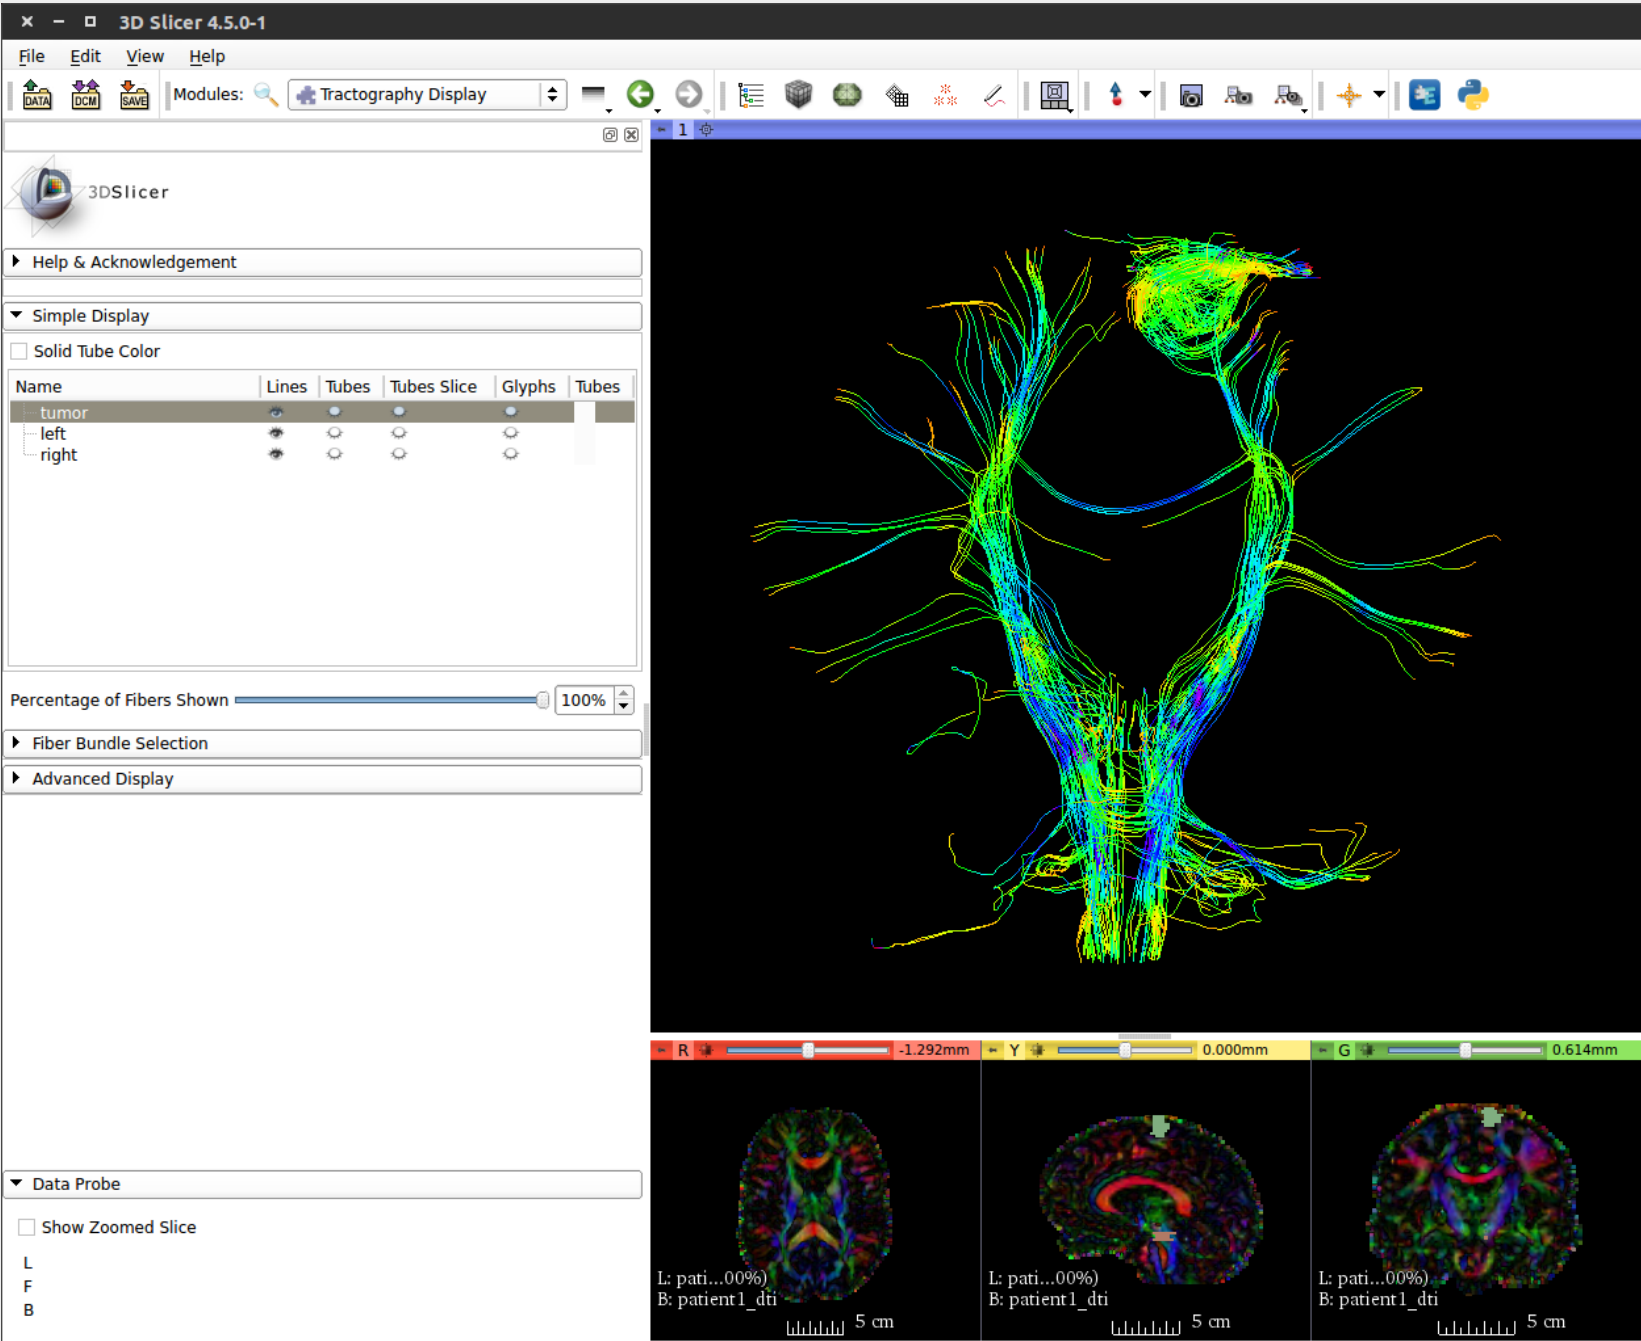 3D Slicer 4.5.0-1
File Edit View Help
DATA DCM SAVE Modules: Tractography Display
1
3DSlicer
Help & Acknowledgement
Simple Display
Solid Tube Color
Name Lines Tubes Tubes Slice Glyphs Tubes
tumor
left
right
Percentage of Fibers Shown 100%
Fiber Bundle Selection
Advanced Display
R -1.292mm Y 0.000mm G 0.614mm
Data Probe
Show Zoomed Slice
L
F
B
L: pati...00%)
B: patient1_dti
5 cm
L: pati...00%)
B: patient1_dti
5 cm
L: pati...00%)
B: patient1_dti
5 cm